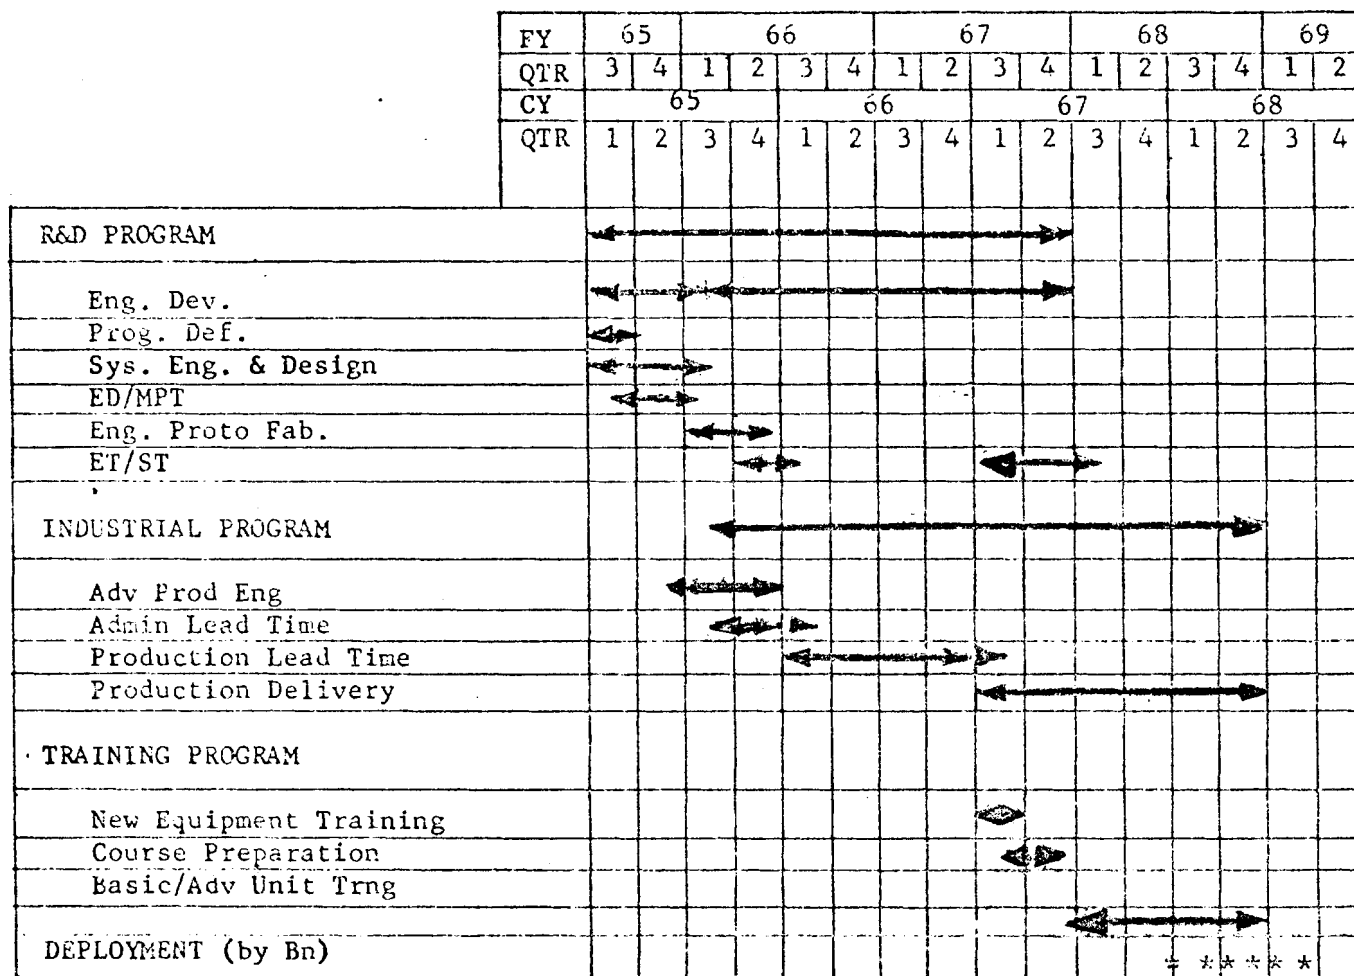 FY 65 66 67 68 69
QTR 3 4 1 2 3 4 1 2 3 4 1 2 3 4 1 2
CY 65 66 67 68
QTR 1 2 3 4 1 2 3 4 1 2 3 4 1 2 3 4
R&D PROGRAM
Eng. Dev.
Prog. Def.
Sys. Eng. & Design
ED/MPT
Eng. Proto Fab.
ET/ST
INDUSTRIAL PROGRAM
Adv Prod Eng
Admin Lead Time
Production Lead Time
Production Delivery
TRAINING PROGRAM
New Equipment Training
Course Preparation
Basic/Adv Unit Trng
DEPLOYMENT (by Bn) * * * * * *